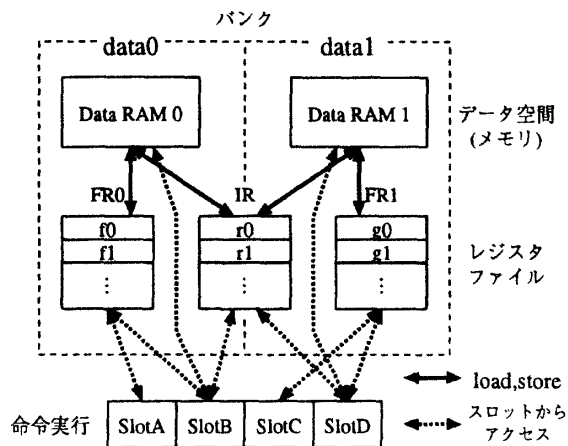 バンク
data0
data1
Data RAM 0
Data RAM 1
データ空間
(メモリ)
FR0
IR
FR1
f0
r0
g0
f1
r1
g1
⋮
⋮
⋮
レジスタ
ファイル
load,store
命令実行
SlotA
SlotB
SlotC
SlotD
スロットから
アクセス